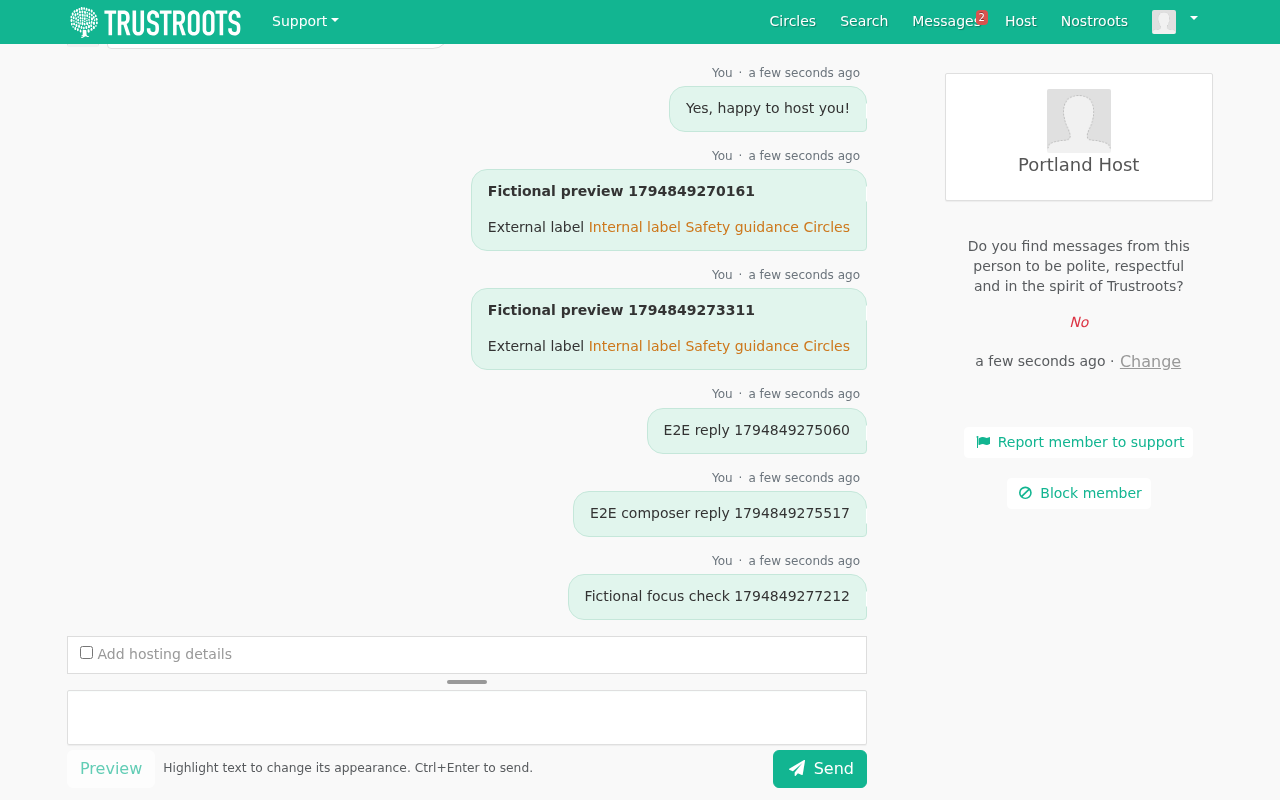 TRUSTROOTS
Support
Circles
Search
Messages
2
Host
Nostroots
You · a few seconds ago
Yes, happy to host you!
You · a few seconds ago
Fictional preview 1794849270161
External label Internal label Safety guidance Circles
You · a few seconds ago
Fictional preview 1794849273311
External label Internal label Safety guidance Circles
You · a few seconds ago
E2E reply 1794849275060
You · a few seconds ago
E2E composer reply 1794849275517
You · a few seconds ago
Fictional focus check 1794849277212
Add hosting details
Preview
Highlight text to change its appearance. Ctrl+Enter to send.
Send
Portland Host
Do you find messages from this
person to be polite, respectful
and in the spirit of Trustroots?
No
a few seconds ago · Change
Report member to support
Block member